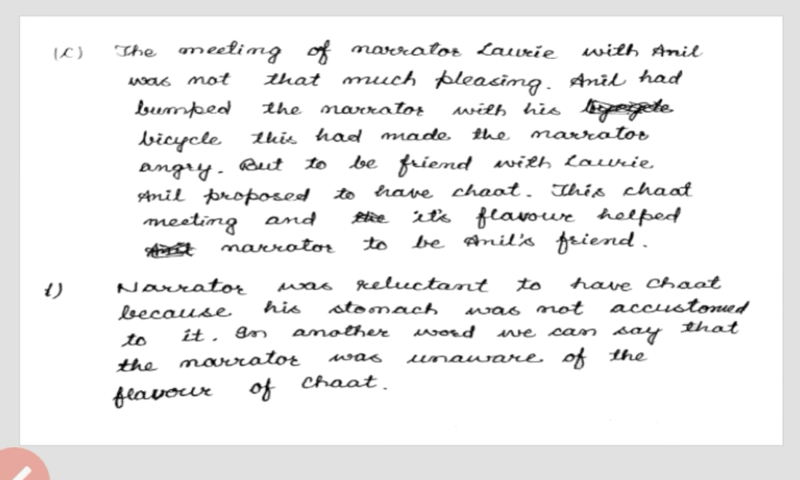 (c) The meeting of narrator Laurie with Anil
was not that much pleasing. Anil had
bumped the narrator with his
bicycle this had made the narrator
angry. But to be friend with Laurie
Anil proposed to have chaat. This chaat
meeting and the it's flavour helped
Anil narrator to be Anil's friend.
i) Narrator was reluctant to have chaat
because his stomach was not accustomed
to it. In another word we can say that
the narrator was unaware of the
flavour of chaat.